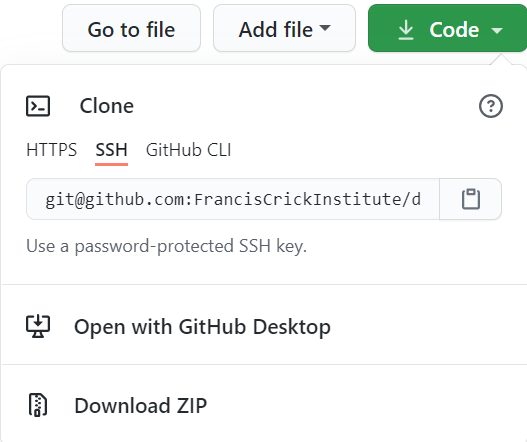 Go to file Add file Code
Clone
HTTPS SSH GitHub CLI
git@github.com:FrancisCrickInstitute/d
Use a password-protected SSH key.
Open with GitHub Desktop
Download ZIP